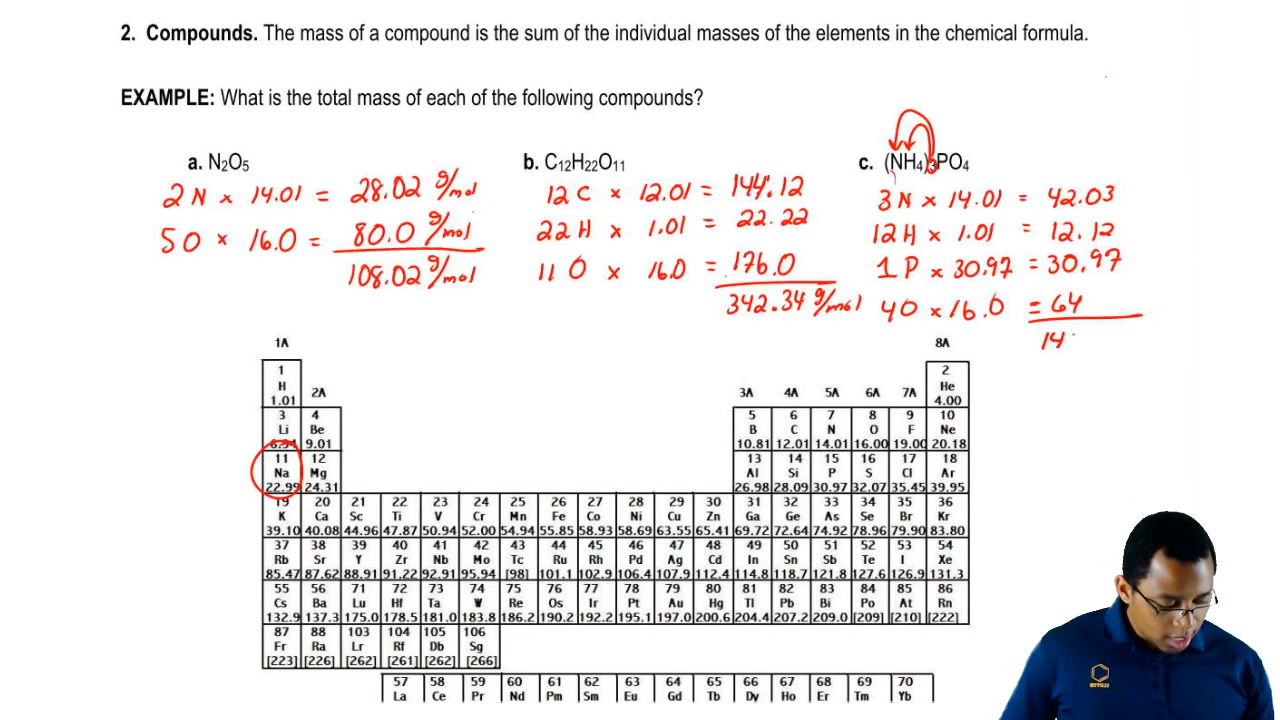 2. Compounds. The mass of a compound is the sum of the individual masses of the elements in the chemical formula.
EXAMPLE: What is the total mass of each of the following compounds?
a. N₂O₅
2 N × 14.01 = 28.02 g/mol
5 O × 16.0 = 80.0 g/mol
108.02 g/mol
b. C₁₂H₂₂O₁₁
12 C × 12.01 = 144.12
22 H × 1.01 = 22.22
11 O × 16.0 = 176.0
342.34 g/mol
c. (NH₄)₃PO₄
3 N × 14.01 = 42.03
12 H × 1.01 = 12.12
1 P × 30.97 = 30.97
4 O × 16.0 = 64
14
1A 8A
1 2
H 2A 3A 4A 5A 6A 7A He
1.01 4.00
3 4 5 6 7 8 9 10
Li Be B C N O F Ne
6.94 9.01 10.81 12.01 14.01 16.00 19.00 20.18
11 12 13 14 15 16 17 18
Na Mg Al Si P S Cl Ar
22.99 24.31 26.98 28.09 30.97 32.07 35.45 39.95
19 20 21 22 23 24 25 26 27 28 29 30 31 32 33 34 35 36
K Ca Sc Ti V Cr Mn Fe Co Ni Cu Zn Ga Ge As Se Br Kr
39.10 40.08 44.96 47.87 50.94 52.00 54.94 55.85 58.93 58.69 63.55 65.41 69.72 72.64 74.92 78.96 79.90 83.80
37 38 39 40 41 42 43 44 45 46 47 48 49 50 51 52 53 54
Rb Sr Y Zr Nb Mo Tc Ru Rh Pd Ag Cd In Sn Sb Te I Xe
85.47 87.62 88.91 91.22 92.91 95.94 [98] 101.1 102.9 106.4 107.9 112.4 114.8 118.7 121.8 127.6 126.9 131.3
55 56 71 72 73 74 75 76 77 78 79 80 81 82 83 84 85 86
Cs Ba Lu Hf Ta W Re Os Ir Pt Au Hg Tl Pb Bi Po At Rn
132.9 137.3 175.0 178.5 181.0 183.8 186.2 190.2 192.2 195.1 197.0 200.6 204.4 207.2 209.0 [209] [210] [222]
87 88 103 104 105 106
Fr Ra Lr Rf Db Sg
[223] [226] [262] [261] [262] [266]
57 58 59 60 61 62 63 64 65 66 67 68 69 70
La Ce Pr Nd Pm Sm Eu Gd Tb Dy Ho Er Tm Yb